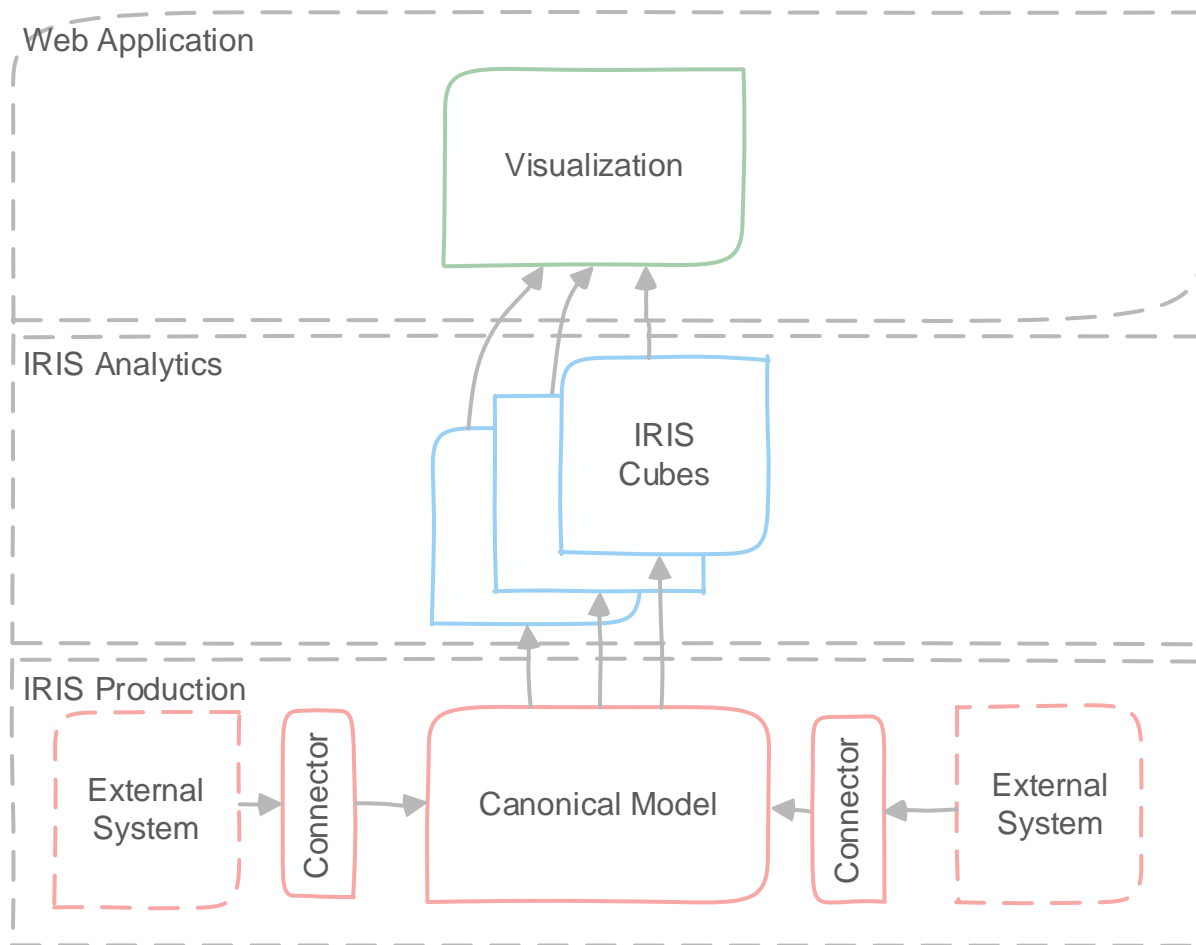 Web Application
Visualization
IRIS Analytics
IRIS
Cubes
IRIS Production
External
System
Connector
Canonical Model
Connector
External
System